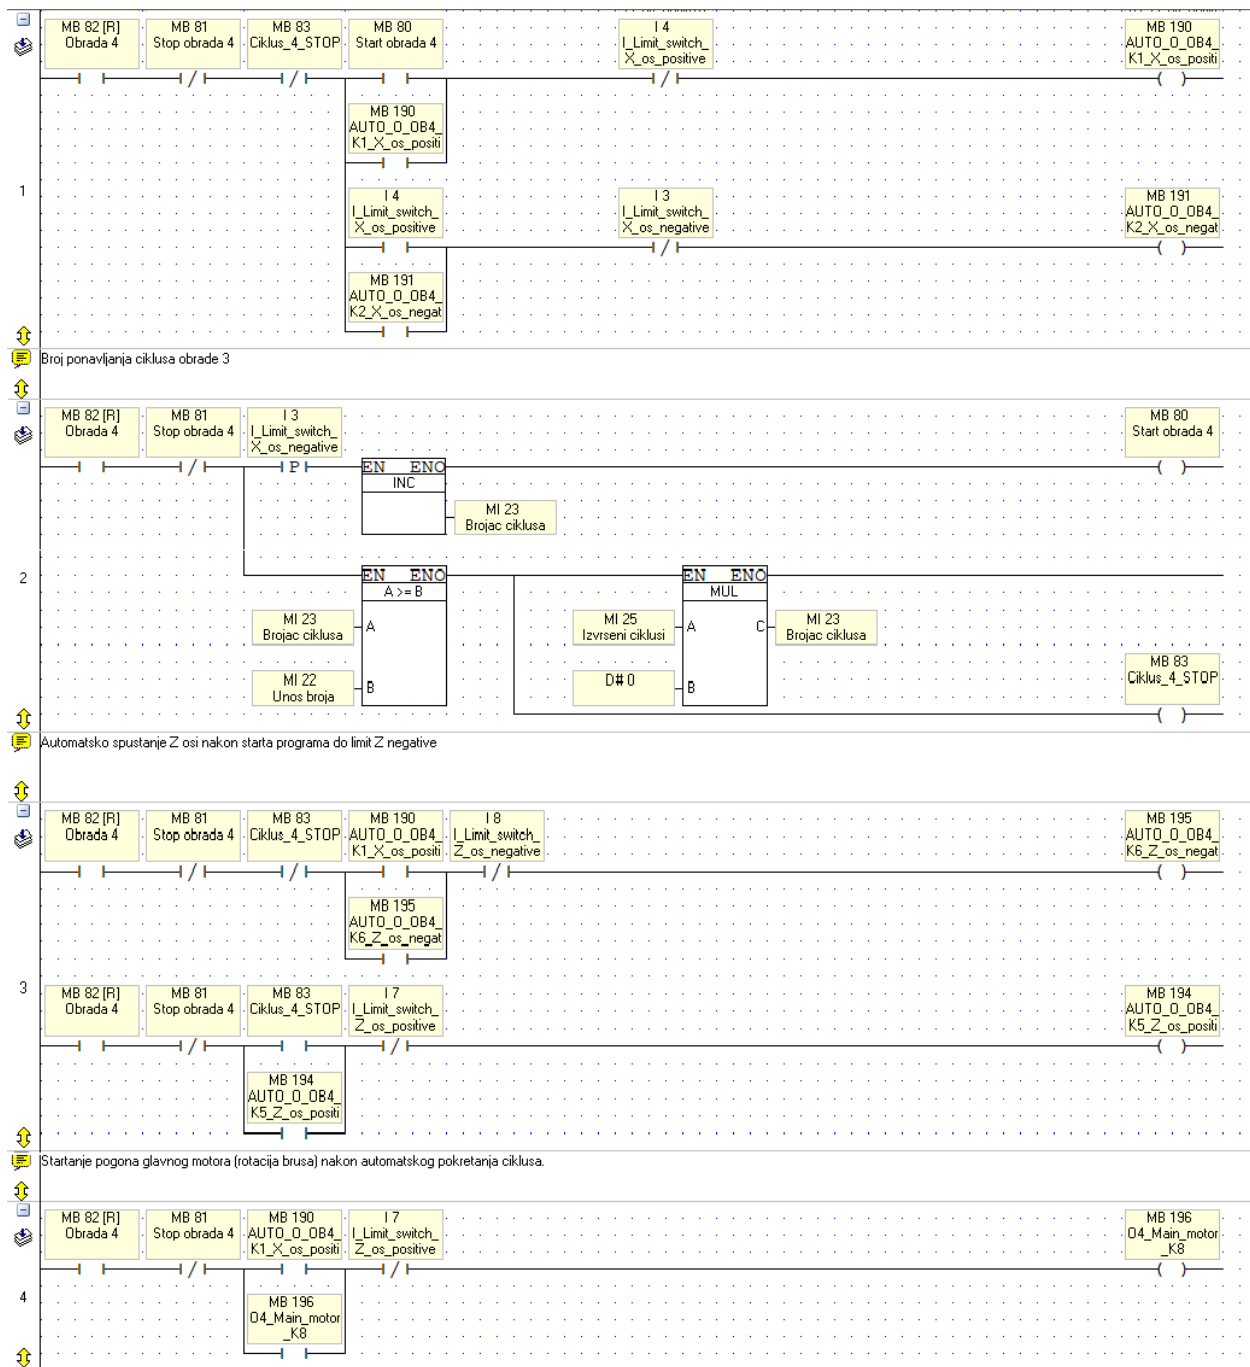 MB 82 [R]
Obrada 4
MB 81
Stop obrada 4
MB 83
Ciklus_4_STOP
MB 80
Start obrada 4
I 4
I_Limit_switch_
X_os_positive
MB 190
AUTO_O_OB4_
K1_X_os_positi
MB 190
AUTO_O_OB4_
K1_X_os_positi
1
I 4
I_Limit_switch_
X_os_positive
I 3
I_Limit_switch_
X_os_negative
MB 191
AUTO_O_OB4_
K2_X_os_negat
MB 191
AUTO_O_OB4_
K2_X_os_negat
Broj ponavljanja ciklusa obrade 3
MB 82 [R]
Obrada 4
MB 81
Stop obrada 4
I 3
I_Limit_switch_
X_os_negative
MB 80
Start obrada 4
P
EN ENO
INC
MI 23
Brojac ciklusa
2
EN ENO
A >= B
EN ENO
MUL
MI 23
Brojac ciklusa
A
MI 25
Izvrseni ciklusi
A
C
MI 23
Brojac ciklusa
MI 22
Unos broja
B
D# 0
B
MB 83
Ciklus_4_STOP
Automatsko spustanje Z osi nakon starta programa do limit Z negative
MB 82 [R]
Obrada 4
MB 81
Stop obrada 4
MB 83
Ciklus_4_STOP
MB 190
AUTO_O_OB4_
K1_X_os_positi
I 8
I_Limit_switch_
Z_os_negative
MB 195
AUTO_O_OB4_
K6_Z_os_negat
MB 195
AUTO_O_OB4_
K6_Z_os_negat
3
MB 82 [R]
Obrada 4
MB 81
Stop obrada 4
MB 83
Ciklus_4_STOP
I 7
I_Limit_switch_
Z_os_positive
MB 194
AUTO_O_OB4_
K5_Z_os_positi
MB 194
AUTO_O_OB4_
K5_Z_os_positi
Startanje pogona glavnog motora (rotacija brusa) nakon automatskog pokretanja ciklusa.
MB 82 [R]
Obrada 4
MB 81
Stop obrada 4
MB 190
AUTO_O_OB4_
K1_X_os_positi
I 7
I_Limit_switch_
Z_os_positive
MB 196
O4_Main_motor
_K8
4
MB 196
O4_Main_motor
_K8